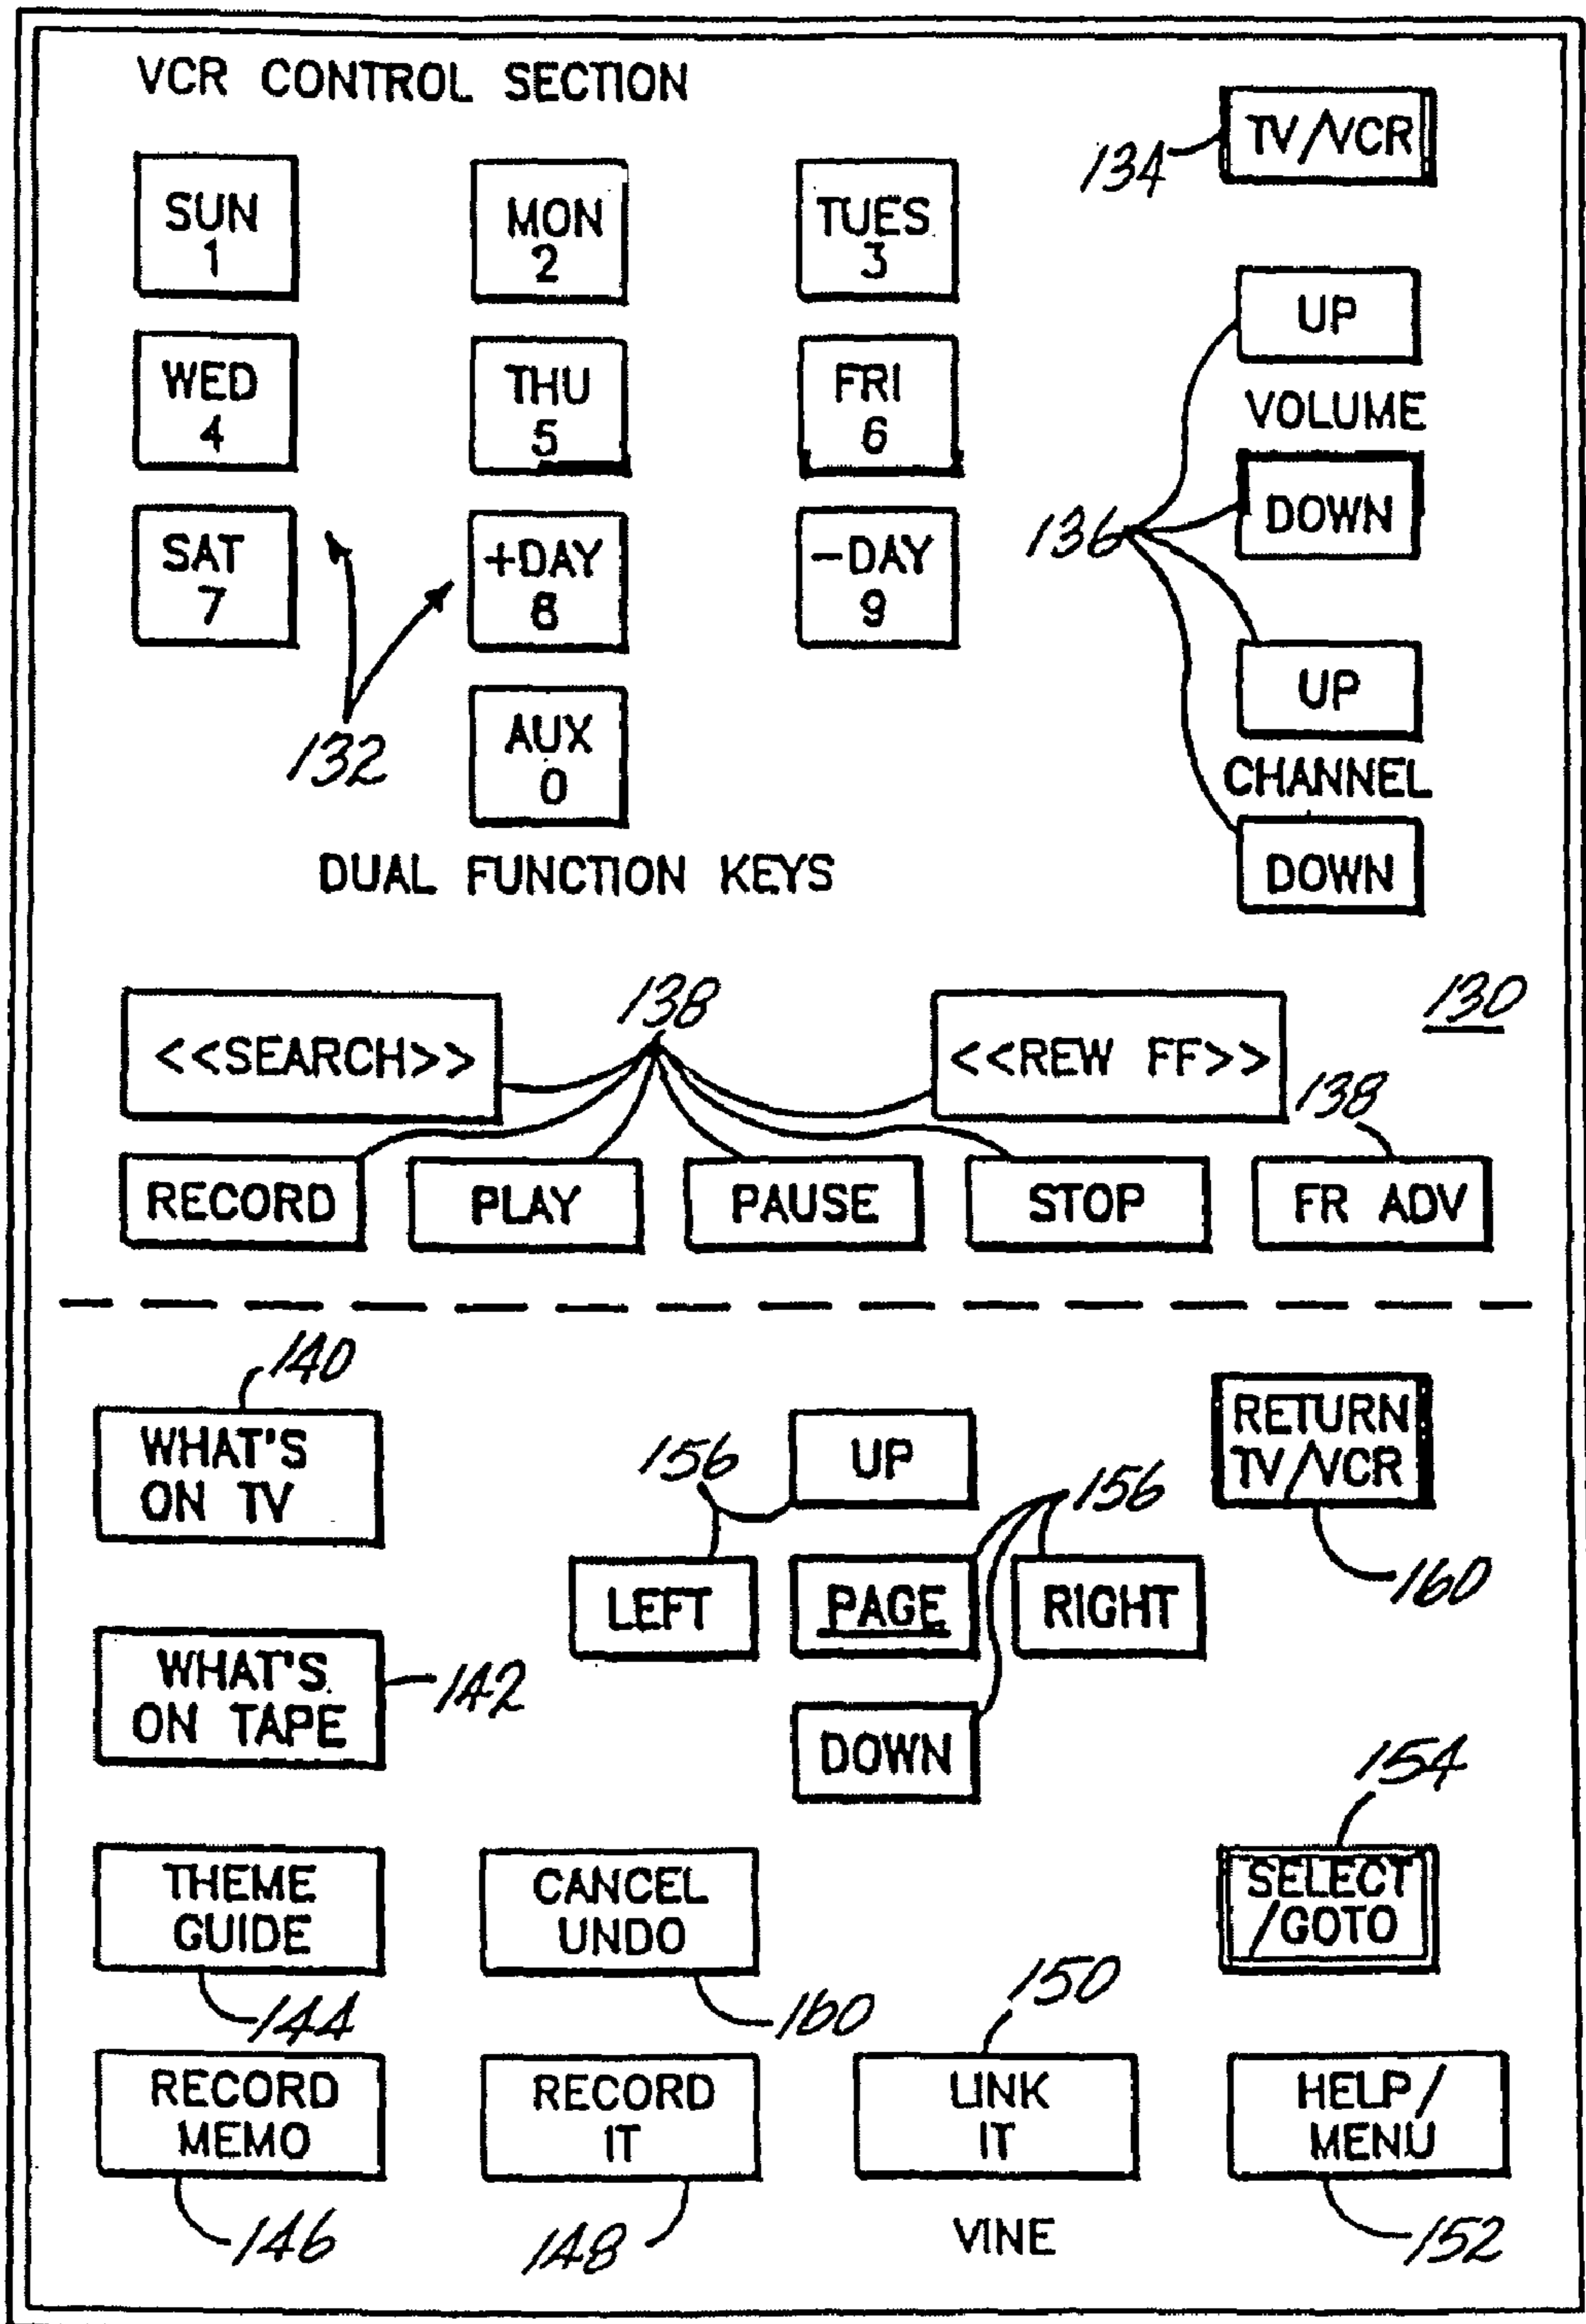 VCR CONTROL SECTION
TV/VCR
134
SUN
1
MON
2
TUES
3
UP
VOLUME
DOWN
WED
4
THU
5
FRI
6
136
SAT
7
+DAY
8
-DAY
9
UP
CHANNEL
DOWN
132
AUX
0
DUAL FUNCTION KEYS
138
130
<<SEARCH>>
<<REW FF>>
138
RECORD
PLAY
PAUSE
STOP
FR ADV
140
WHAT'S
ON TV
156
UP
156
RETURN
TV/VCR
160
LEFT
PAGE
RIGHT
WHAT'S
ON TAPE
142
DOWN
154
THEME
GUIDE
144
CANCEL
UNDO
160
SELECT
/GOTO
150
RECORD
MEMO
146
RECORD
IT
148
LINK
IT
VINE
HELP/
MENU
152